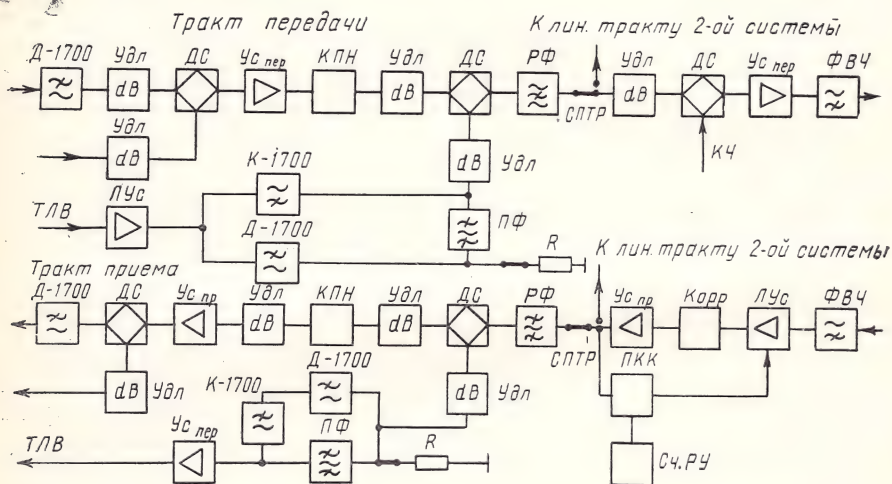 Тракт передачи
К лин. тракту 2-ой системы
Д-1700 Удл ДС Ус пер КПН Удл ДС РФ Удл ДС Ус пер ФВЧ
dB dB dB
СПТР
Удл
dB
dB Удл
КЧ
К-1700
ТЛВ ЛУс
ПФ
Д-1700
R
К лин. тракту 2-ой системы
Тракт приема
Д-1700 ДС Ус пр Удл КПН Удл ДС РФ Ус пр Корр ЛУс ФВЧ
dB dB
СПТР ПКК
Д-1700
dB Удл К-1700 dB Удл
Ус пер ПФ R
ТЛВ
Сч.РУ